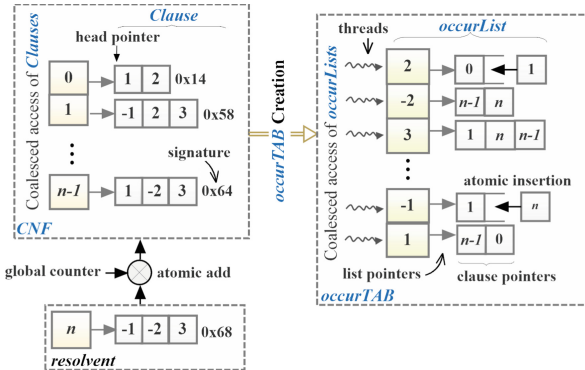 Clause
head pointer
Coalesced access of Clauses
0 1 2 0x14
1 -1 2 3 0x58
signature
n-1 1 -2 3 0x64
CNF
global counter
atomic add
n -1 -2 3 0x68
resolvent
occurTAB Creation
threads
occurList
Coalesced access of occurLists
2 0 1
-2 n-1 n
3 1 n n-1
atomic insertion
-1 1 n
1 n-1 0
list pointers
clause pointers
occurTAB